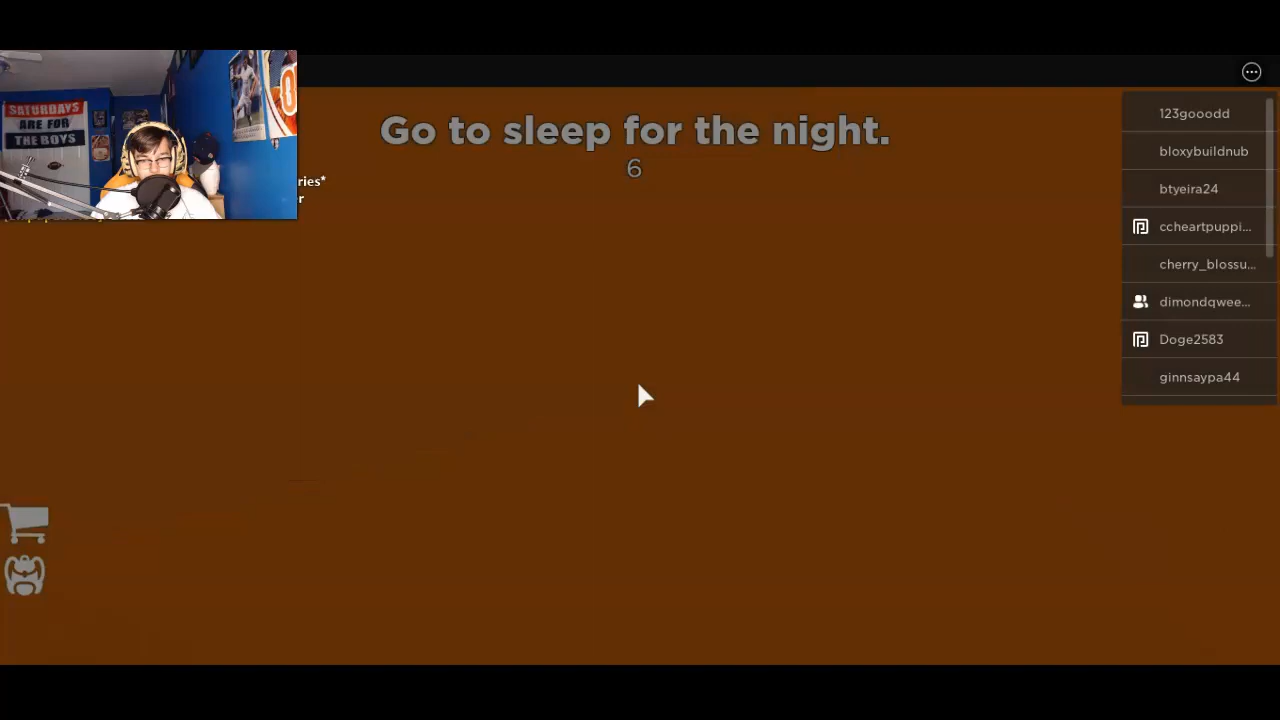 SATURDAYS
ARE FOR
THE BOYS
Go to sleep for the night.
6
ries*
r
123gooodd
bloxybuildnub
btyeira24
ccheartpuppi...
cherry_blossu...
dimondqwee...
Doge2583
ginnsaypa44